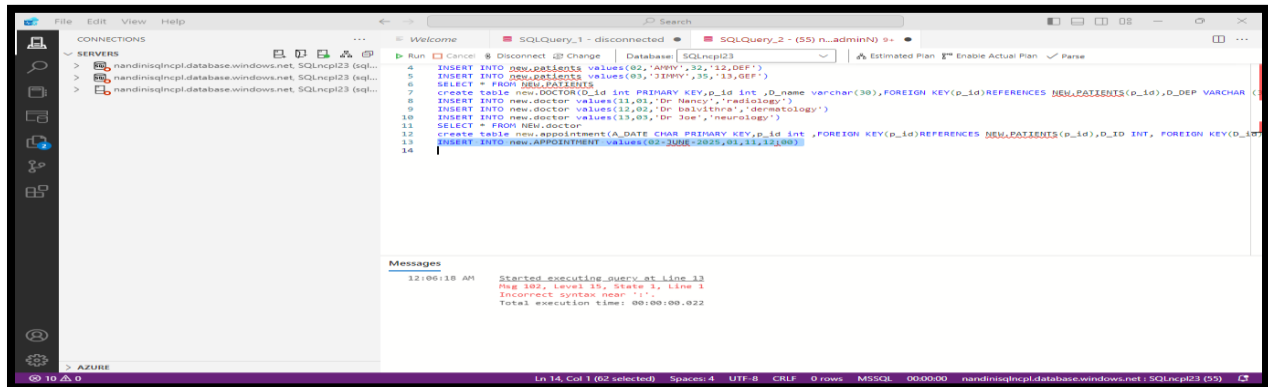 File Edit View Help
Search
CONNECTIONS ...
SERVERS
nandinisqlncpl.database.windows.net, SQLncpl23 (sql...
nandinisqlncpl.database.windows.net, SQLncpl23 (sql...
nandinisqlncpl.database.windows.net, SQLncpl23 (sql...
AZURE
Welcome SQLQuery_1 - disconnected SQLQuery_2 - (55) n...adminN) 9+
Run Cancel Disconnect Change Database: SQLncpl23 Estimated Plan Enable Actual Plan Parse
4 INSERT INTO new.patients values(02,'AMMY',32,'12,DEF')
5 INSERT INTO new.patients values(03,'JIMMY',35,'13,GEF')
6 SELECT * FROM NEW.PATIENTS
7 create table new.DOCTOR(D_id int PRIMARY KEY,p_id int ,D_name varchar(30),FOREIGN KEY(p_id)REFERENCES NEW.PATIENTS(p_id),D_DEP VARCHAR
8 INSERT INTO new.doctor values(11,01,'Dr Nancy','radiology')
9 INSERT INTO new.doctor values(12,02,'Dr balvithra','dermatology')
10 INSERT INTO new.doctor values(13,03,'Dr Joe','neurology')
11 SELECT * FROM NEW.doctor
12 create table new.appointment(A_DATE CHAR PRIMARY KEY,p_id int ,FOREIGN KEY(p_id)REFERENCES NEW.PATIENTS(p_id),D_ID INT, FOREIGN KEY(D_id)
13 INSERT INTO new.APPOINTMENT values(02-JUNE-2025,01,11,12:00)
14
Messages
12:06:18 AM Started executing query at Line 13
Msg 102, Level 15, State 1, Line 1
Incorrect syntax near ':'.
Total execution time: 00:00:00.022
10 0 Ln 14, Col 1 (62 selected) Spaces: 4 UTF-8 CRLF 0 rows MSSQL 00:00:00 nandinisqlncpl.database.windows.net : SQLncpl23 (55)